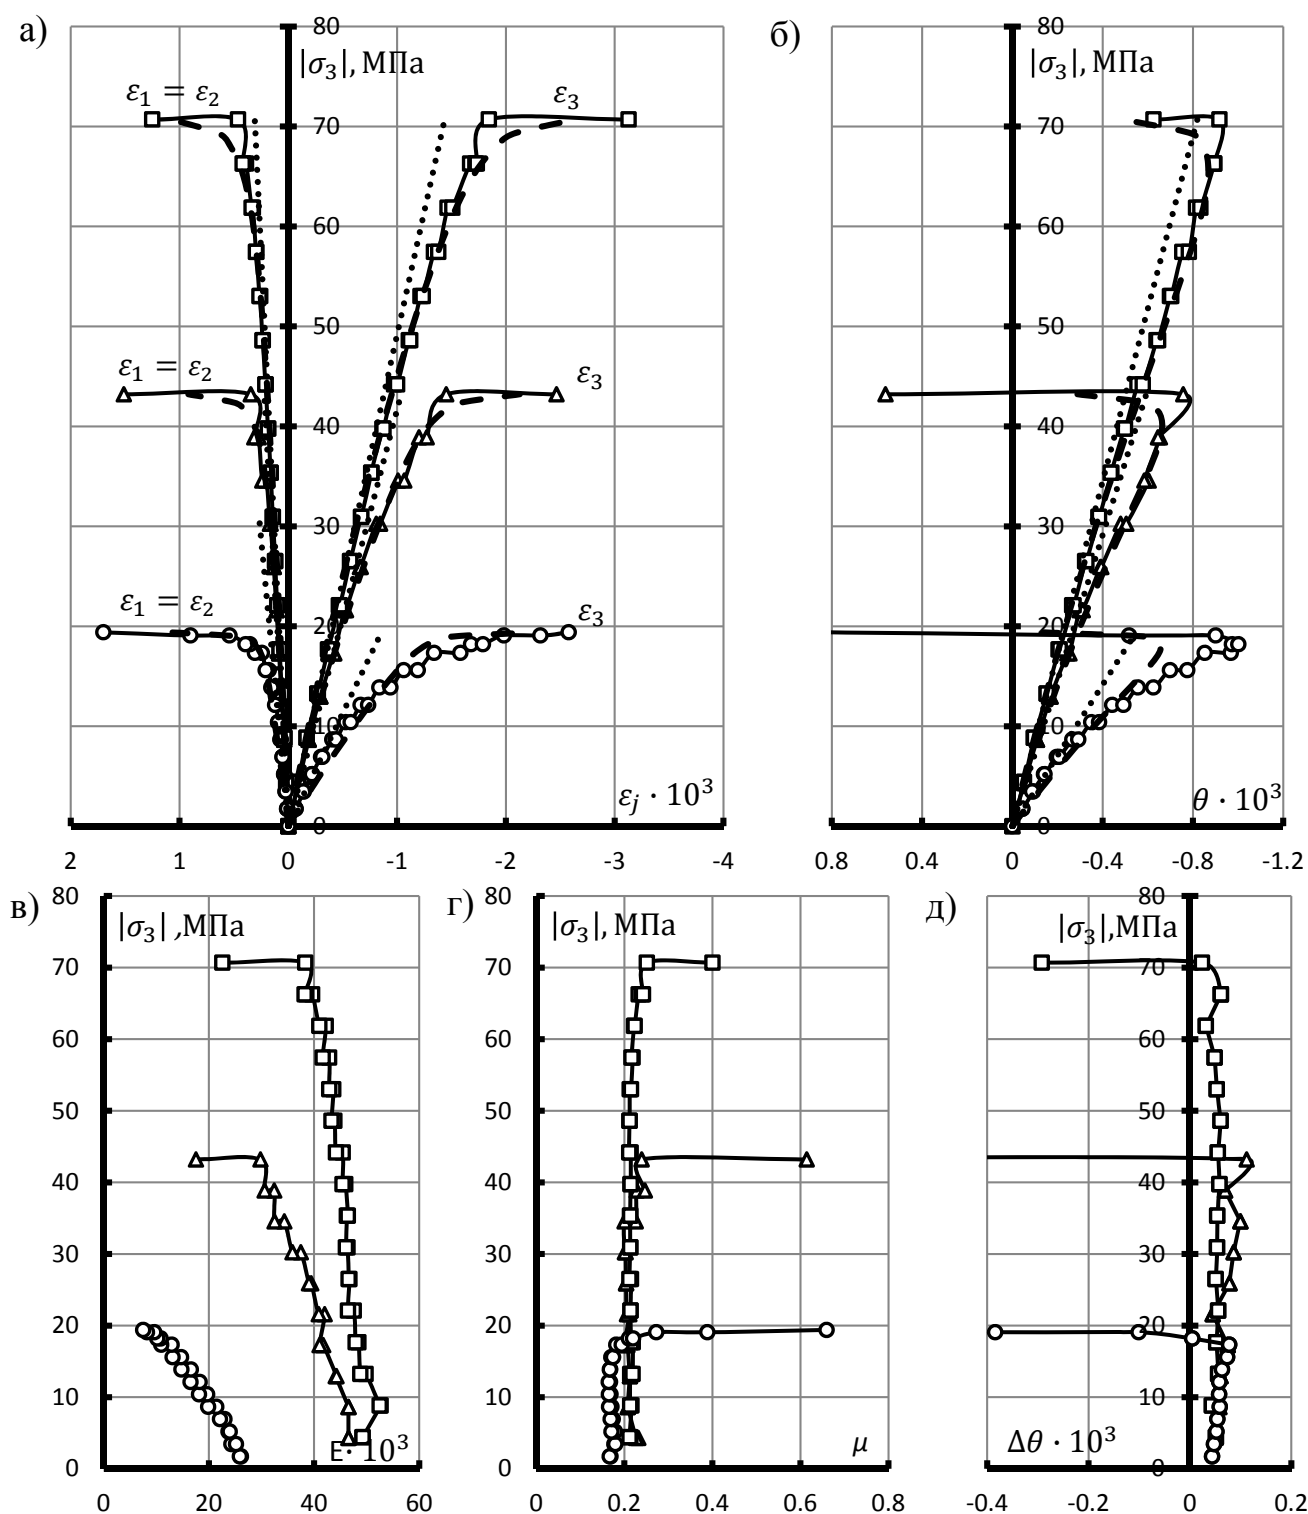 а)
80
|σ₃|, МПа
ε₁ = ε₂
ε₃
70
60
50
ε₁ = ε₂
ε₃
40
30
ε₁ = ε₂
ε₃
20
10
εⱼ · 10³
0
2 1 0 -1 -2 -3 -4
б)
80
|σ₃|, МПа
70
60
50
40
30
20
10
θ · 10³
0
0.8 0.4 0 -0.4 -0.8 -1.2
в)
80
|σ₃| ,МПа
70
60
50
40
30
20
10
E · 10³
0
0 20 40 60
г)
80
|σ₃|, МПа
70
60
50
40
30
20
10
μ
0
0 0.2 0.4 0.6 0.8
д)
80
|σ₃|,МПа
70
60
50
40
30
20
10
Δθ · 10³
0
-0.4 -0.2 0 0.2